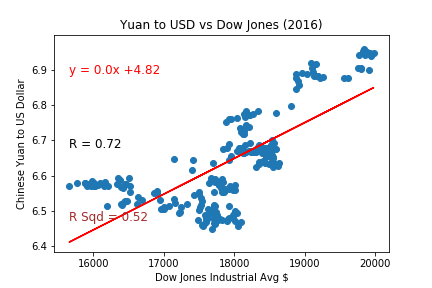 Yuan to USD vs Dow Jones (2016)
Chinese Yuan to US Dollar
6.9
6.8
6.7
6.6
6.5
6.4
y = 0.0x +4.82
R = 0.72
R Sqd = 0.52
16000 17000 18000 19000 20000
Dow Jones Industrial Avg $